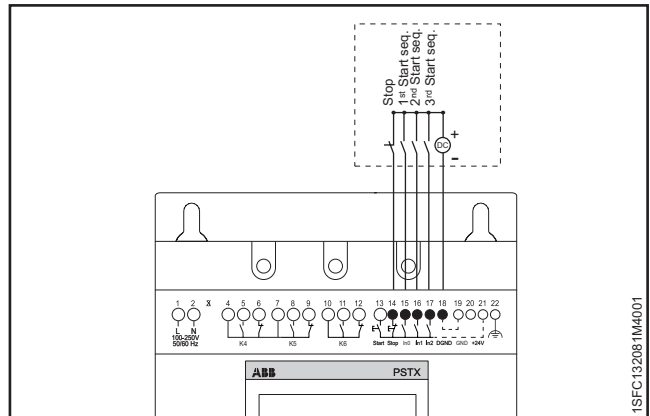 Stop
1st Start seq.
2nd Start seq.
3rd Start seq.
DC
+
-
1 2 X 4 5 6 7 8 9 10 11 12 13 14 15 16 17 18 19 20 21 22
L N
100-250V
50/60 Hz
K4 K5 K6
Start Stop In0 In1 In2 DGND GND +24V
ABB PSTX
1SFC132081M4001